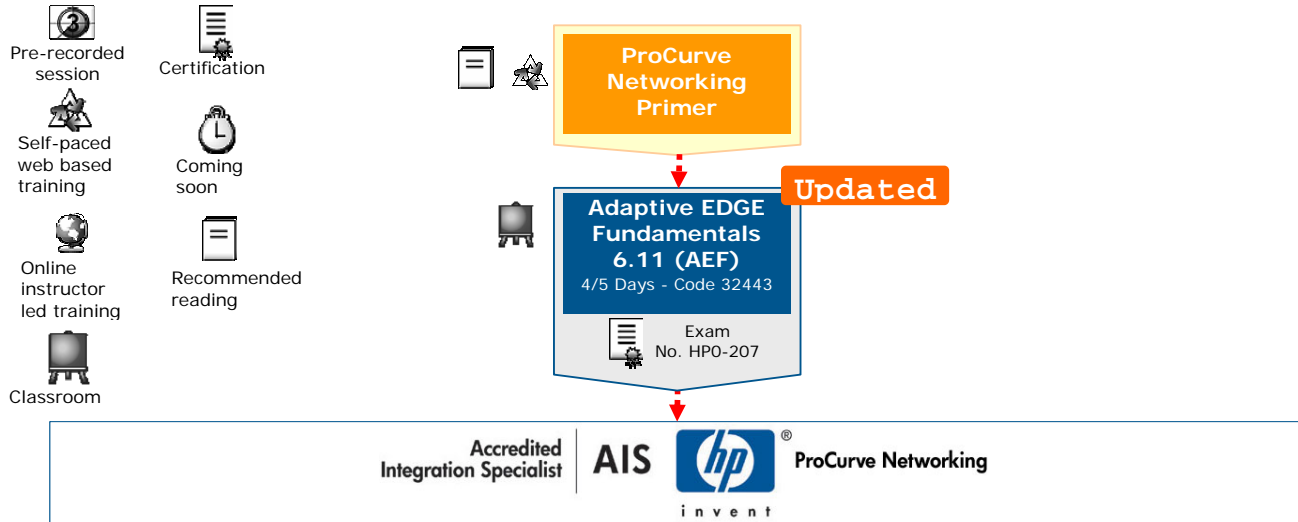 3
Pre-recorded
session
Certification
Self-paced
web based
training
Coming
soon
Online
instructor
led training
Recommended
reading
Classroom
ProCurve
Networking
Primer
Updated
Adaptive EDGE
Fundamentals
6.11 (AEF)
4/5 Days - Code 32443
Exam
No. HP0-207
Accredited
Integration Specialist
AIS
hp
®
invent
ProCurve Networking